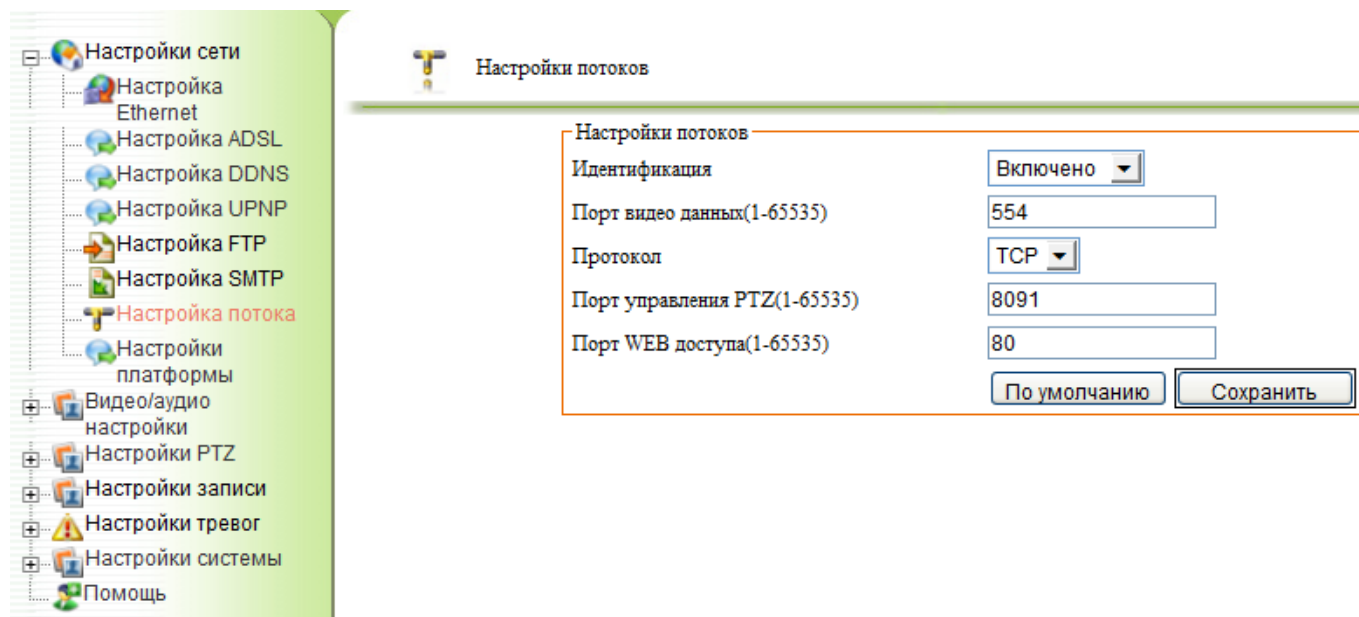 Настройки сети
Настройка
Ethernet
Настройка ADSL
Настройка DDNS
Настройка UPNP
Настройка FTP
Настройка SMTP
Настройка потока
Настройки
платформы
Видео/аудио
настройки
Настройки PTZ
Настройки записи
Настройки тревог
Настройки системы
Помощь
Настройки потоков
Настройки потоков
Идентификация Включено
Порт видео данных(1-65535) 554
Протокол TCP
Порт управления PTZ(1-65535) 8091
Порт WEB доступа(1-65535) 80
По умолчанию Сохранить